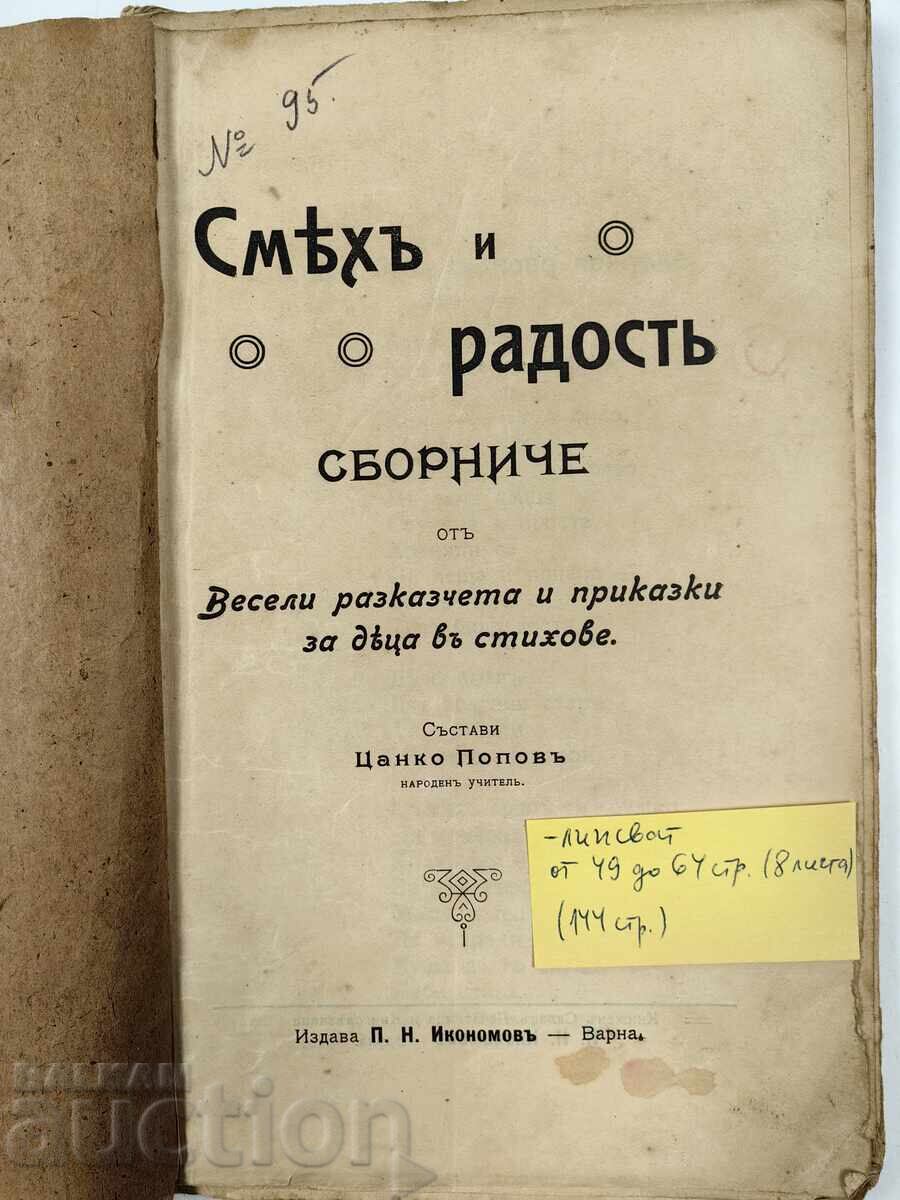 № 95.
Смѣхъ и
радость
СБОРНИЧЕ
отъ
Весели разказчета и приказки
за дѣца въ стихове.
Състави
Цанко Поповъ
НАРОДЕНЪ УЧИТЕЛЬ.
- липсват
от 49 до 64 стр. (8 листа)
(144 стр.)
Издава П. Н. Икономовъ — Варна.
БАЛКАН
auction